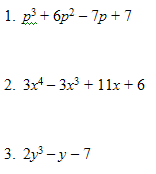 1. p³ + 6p² – 7p + 7
2. 3x⁴ – 3x³ + 11x + 6
3. 2y³ – y – 7